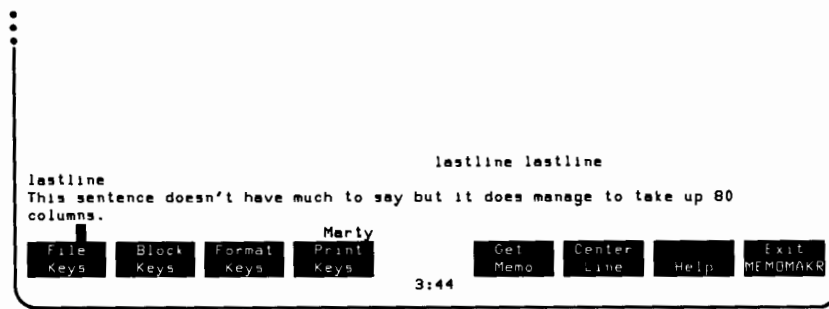 lastline lastline
lastline
This sentence doesn't have much to say but it does manage to take up 80
columns.
Marty
File Block Format Print Get Center Exit
Keys Keys Keys Keys Memo Line Help MEMOMAKR
3:44